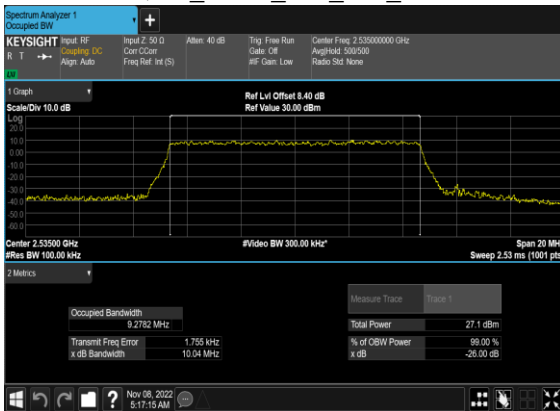 Spectrum Analyzer 1
Occupied BW
KEYSIGHT
R T
Input: RF
Coupling: DC
Align: Auto
Input Z: 50 Ω
Corr CCorr
Freq Ref: Int (S)
Atten: 40 dB
Trig: Free Run
Gate: Off
#IF Gain: Low
Center Freq: 2.535000000 GHz
Avg|Hold: 500/500
Radio Std: None
1 Graph
Scale/Div 10.0 dB
Ref Lvl Offset 8.40 dB
Ref Value 30.00 dBm
Log
20.0
10.0
0.00
-10.0
-20.0
-30.0
-40.0
-50.0
-60.0
Center 2.53500 GHz
#Res BW 100.00 kHz
#Video BW 300.00 kHz*
Span 20 MH
Sweep 2.53 ms (1001 pts
2 Metrics
Measure Trace
Trace 1
Occupied Bandwidth
9.2782 MHz
Total Power
27.1 dBm
Transmit Freq Error
1.755 kHz
% of OBW Power
99.00 %
x dB Bandwidth
10.04 MHz
x dB
-26.00 dB
Nov 08, 2022
5:17:15 AM